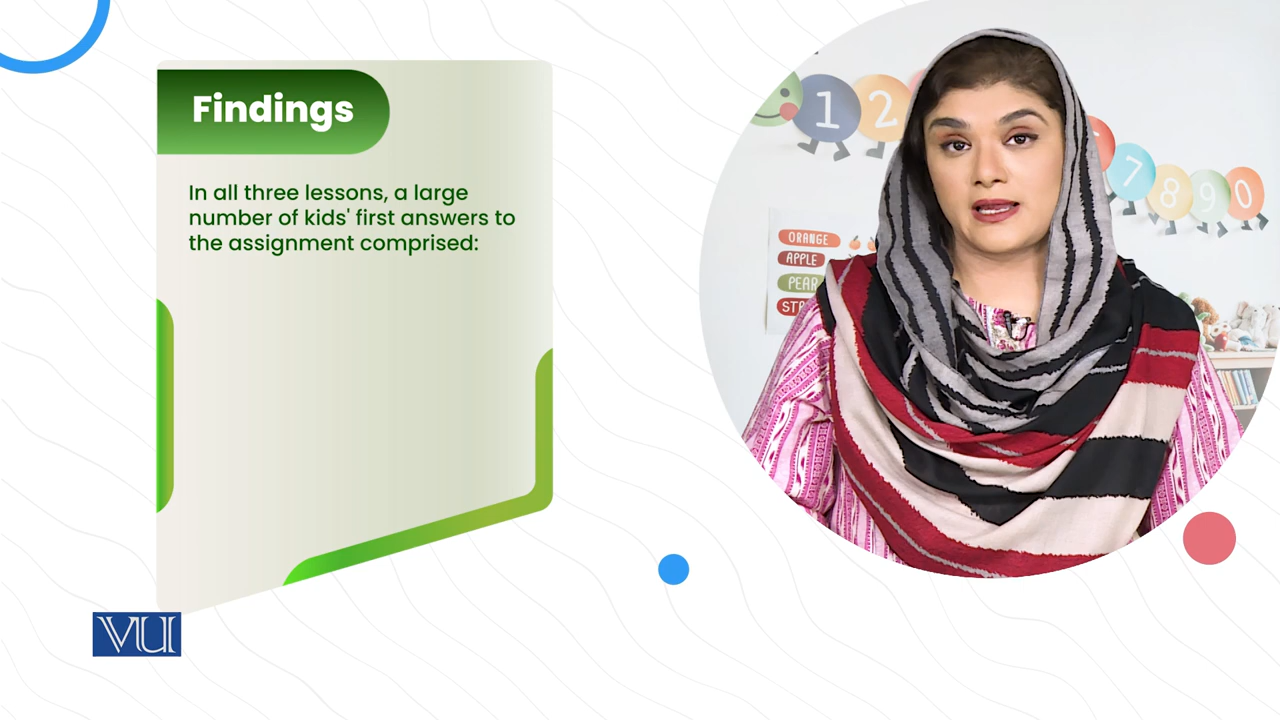 Findings
In all three lessons, a large
number of kids' first answers to
the assignment comprised:
1 2
7 8 9 0
ORANGE
APPLE
PEAR
VU